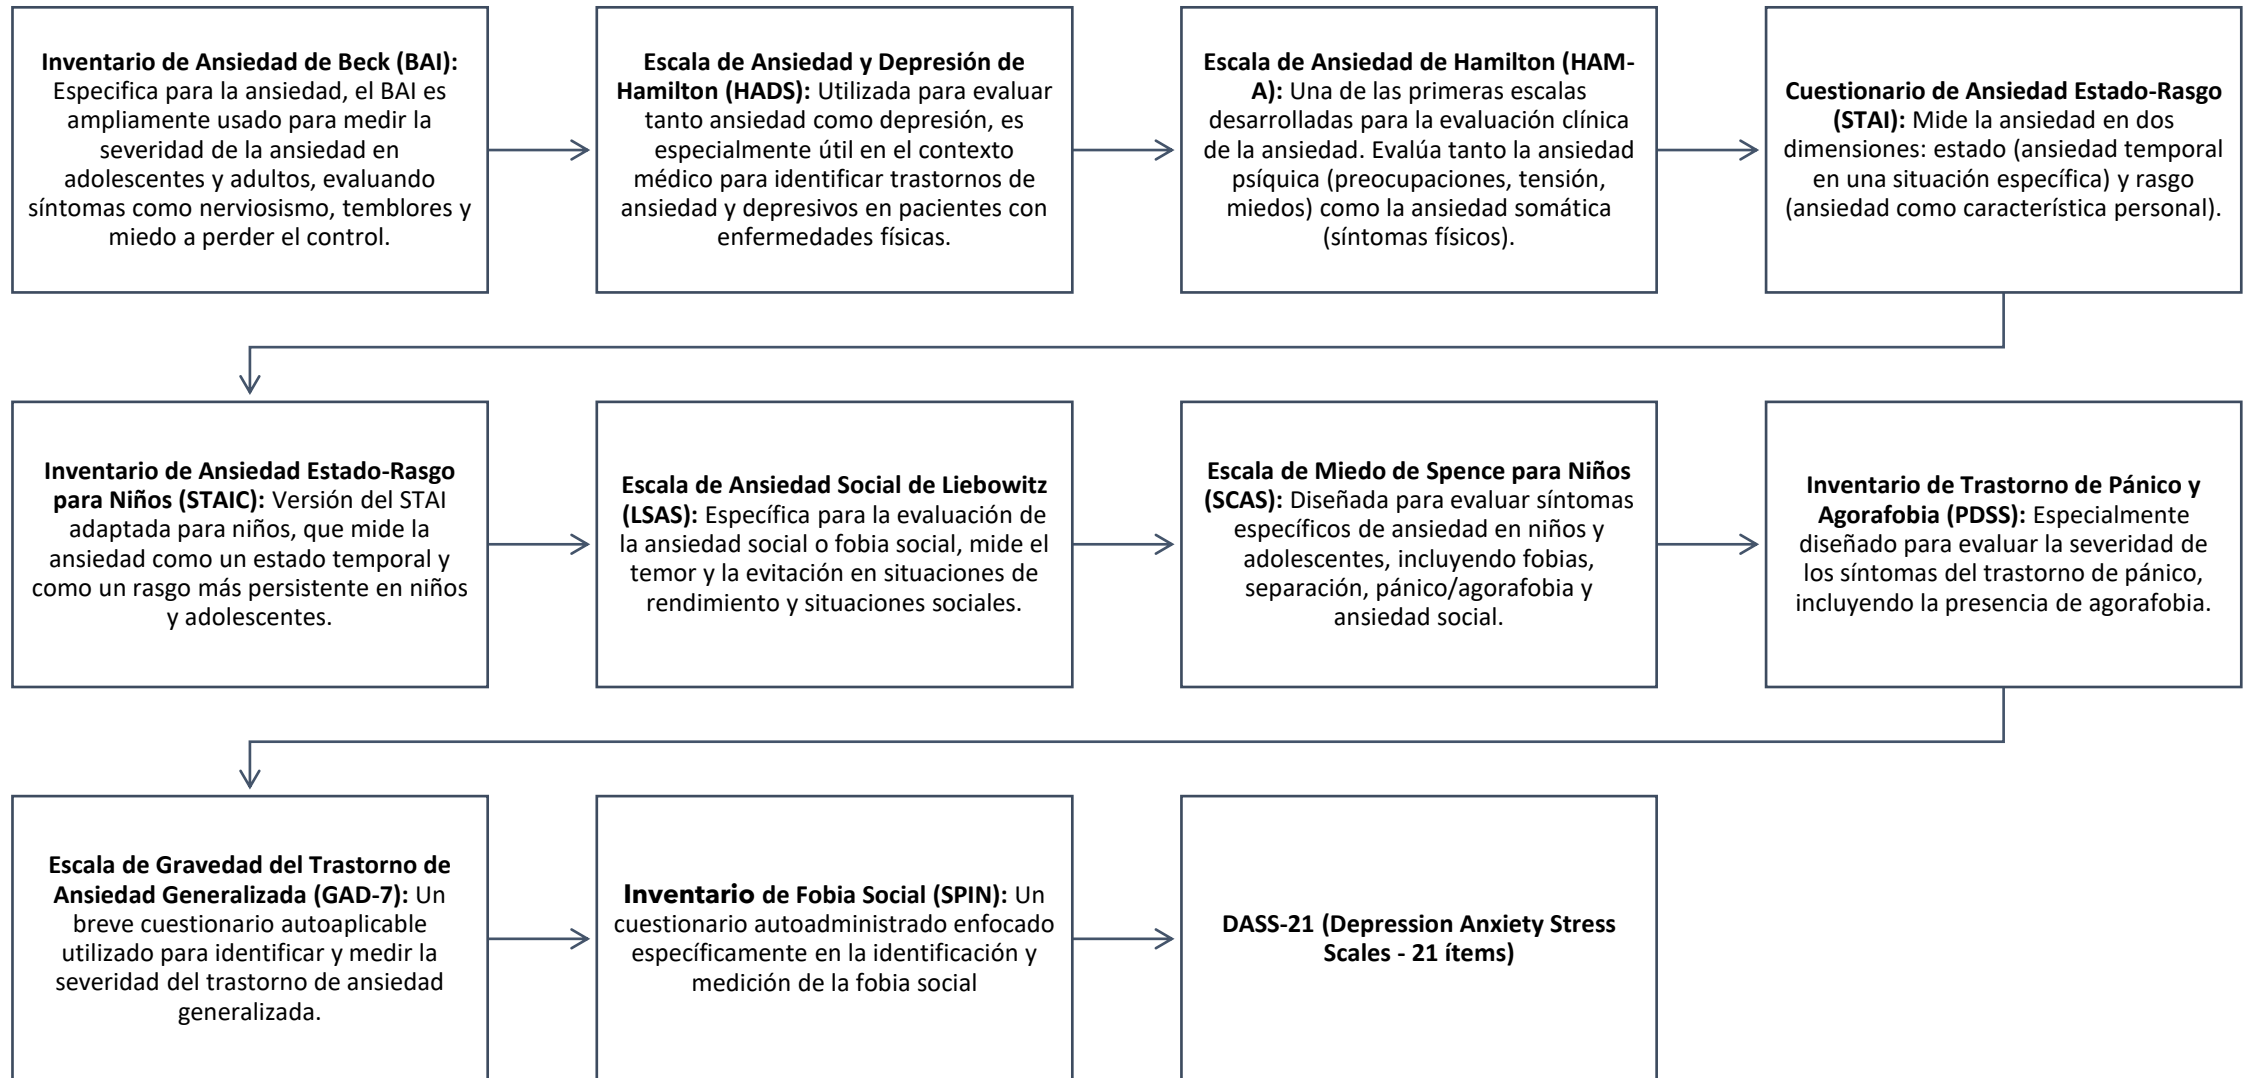 Inventario de Ansiedad de Beck (BAI):
Especifica para la ansiedad, el BAI es
ampliamente usado para medir la
severidad de la ansiedad en
adolescentes y adultos, evaluando
síntomas como nerviosismo, temblores y
miedo a perder el control.
Escala de Ansiedad y Depresión de
Hamilton (HADS): Utilizada para evaluar
tanto ansiedad como depresión, es
especialmente útil en el contexto
médico para identificar trastornos de
ansiedad y depresivos en pacientes con
enfermedades físicas.
Escala de Ansiedad de Hamilton (HAM-
A): Una de las primeras escalas
desarrolladas para la evaluación clínica
de la ansiedad. Evalúa tanto la ansiedad
psíquica (preocupaciones, tensión,
miedos) como la ansiedad somática
(síntomas físicos).
Cuestionario de Ansiedad Estado-Rasgo
(STAI): Mide la ansiedad en dos
dimensiones: estado (ansiedad temporal
en una situación específica) y rasgo
(ansiedad como característica personal).
Inventario de Ansiedad Estado-Rasgo
para Niños (STAIC): Versión del STAI
adaptada para niños, que mide la
ansiedad como un estado temporal y
como un rasgo más persistente en niños
y adolescentes.
Escala de Ansiedad Social de Liebowitz
(LSAS): Específica para la evaluación de
la ansiedad social o fobia social, mide el
temor y la evitación en situaciones de
rendimiento y situaciones sociales.
Escala de Miedo de Spence para Niños
(SCAS): Diseñada para evaluar síntomas
específicos de ansiedad en niños y
adolescentes, incluyendo fobias,
separación, pánico/agorafobia y
ansiedad social.
Inventario de Trastorno de Pánico y
Agorafobia (PDSS): Especialmente
diseñado para evaluar la severidad de
los síntomas del trastorno de pánico,
incluyendo la presencia de agorafobia.
Escala de Gravedad del Trastorno de
Ansiedad Generalizada (GAD-7): Un
breve cuestionario autoaplicable
utilizado para identificar y medir la
severidad del trastorno de ansiedad
generalizada.
Inventario de Fobia Social (SPIN): Un
cuestionario autoadministrado enfocado
específicamente en la identificación y
medición de la fobia social
DASS-21 (Depression Anxiety Stress
Scales - 21 ítems)